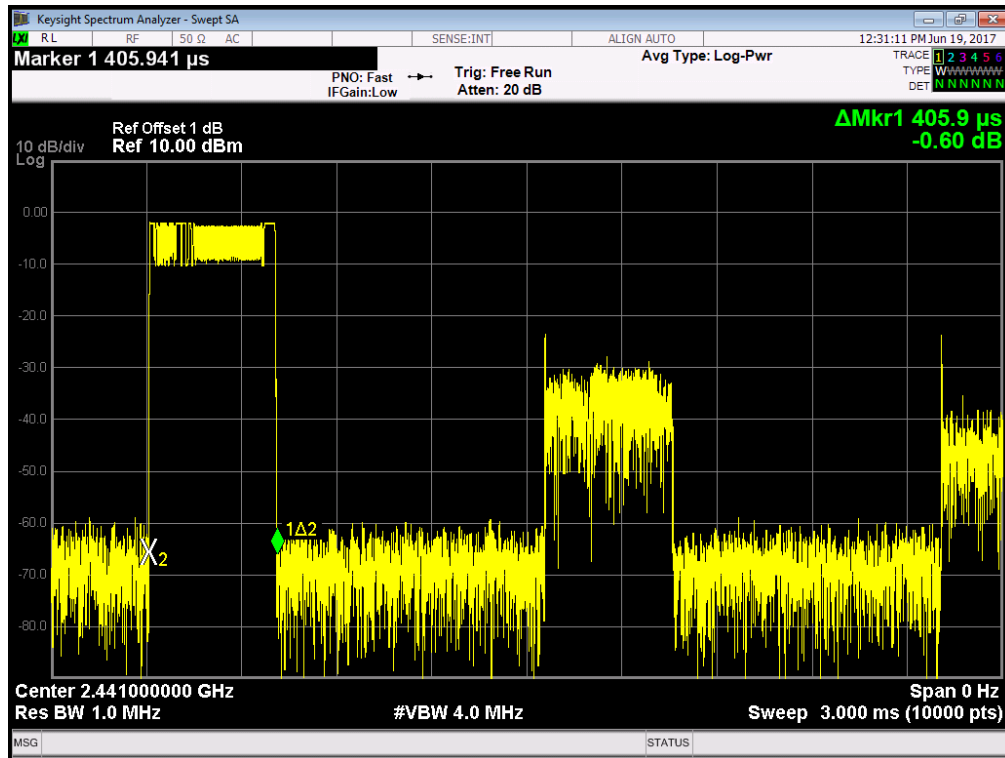 Keysight Spectrum Analyzer - Swept SA
LXI RL RF 50 Ω AC SENSE:INT ALIGN AUTO 12:31:11 PM Jun 19, 2017
Marker 1 405.941 µs
Avg Type: Log-Pwr
TRACE 1 2 3 4 5 6
PNO: Fast Trig: Free Run
TYPE WWWWWW
IFGain:Low Atten: 20 dB
DET N N N N N N
ΔMkr1 405.9 µs
-0.60 dB
Ref Offset 1 dB
10 dB/div Ref 10.00 dBm
Log
0.00
-10.0
-20.0
-30.0
-40.0
-50.0
-60.0
1Δ2
X2
-70.0
-80.0
Center 2.441000000 GHz Span 0 Hz
Res BW 1.0 MHz #VBW 4.0 MHz Sweep 3.000 ms (10000 pts)
MSG STATUS